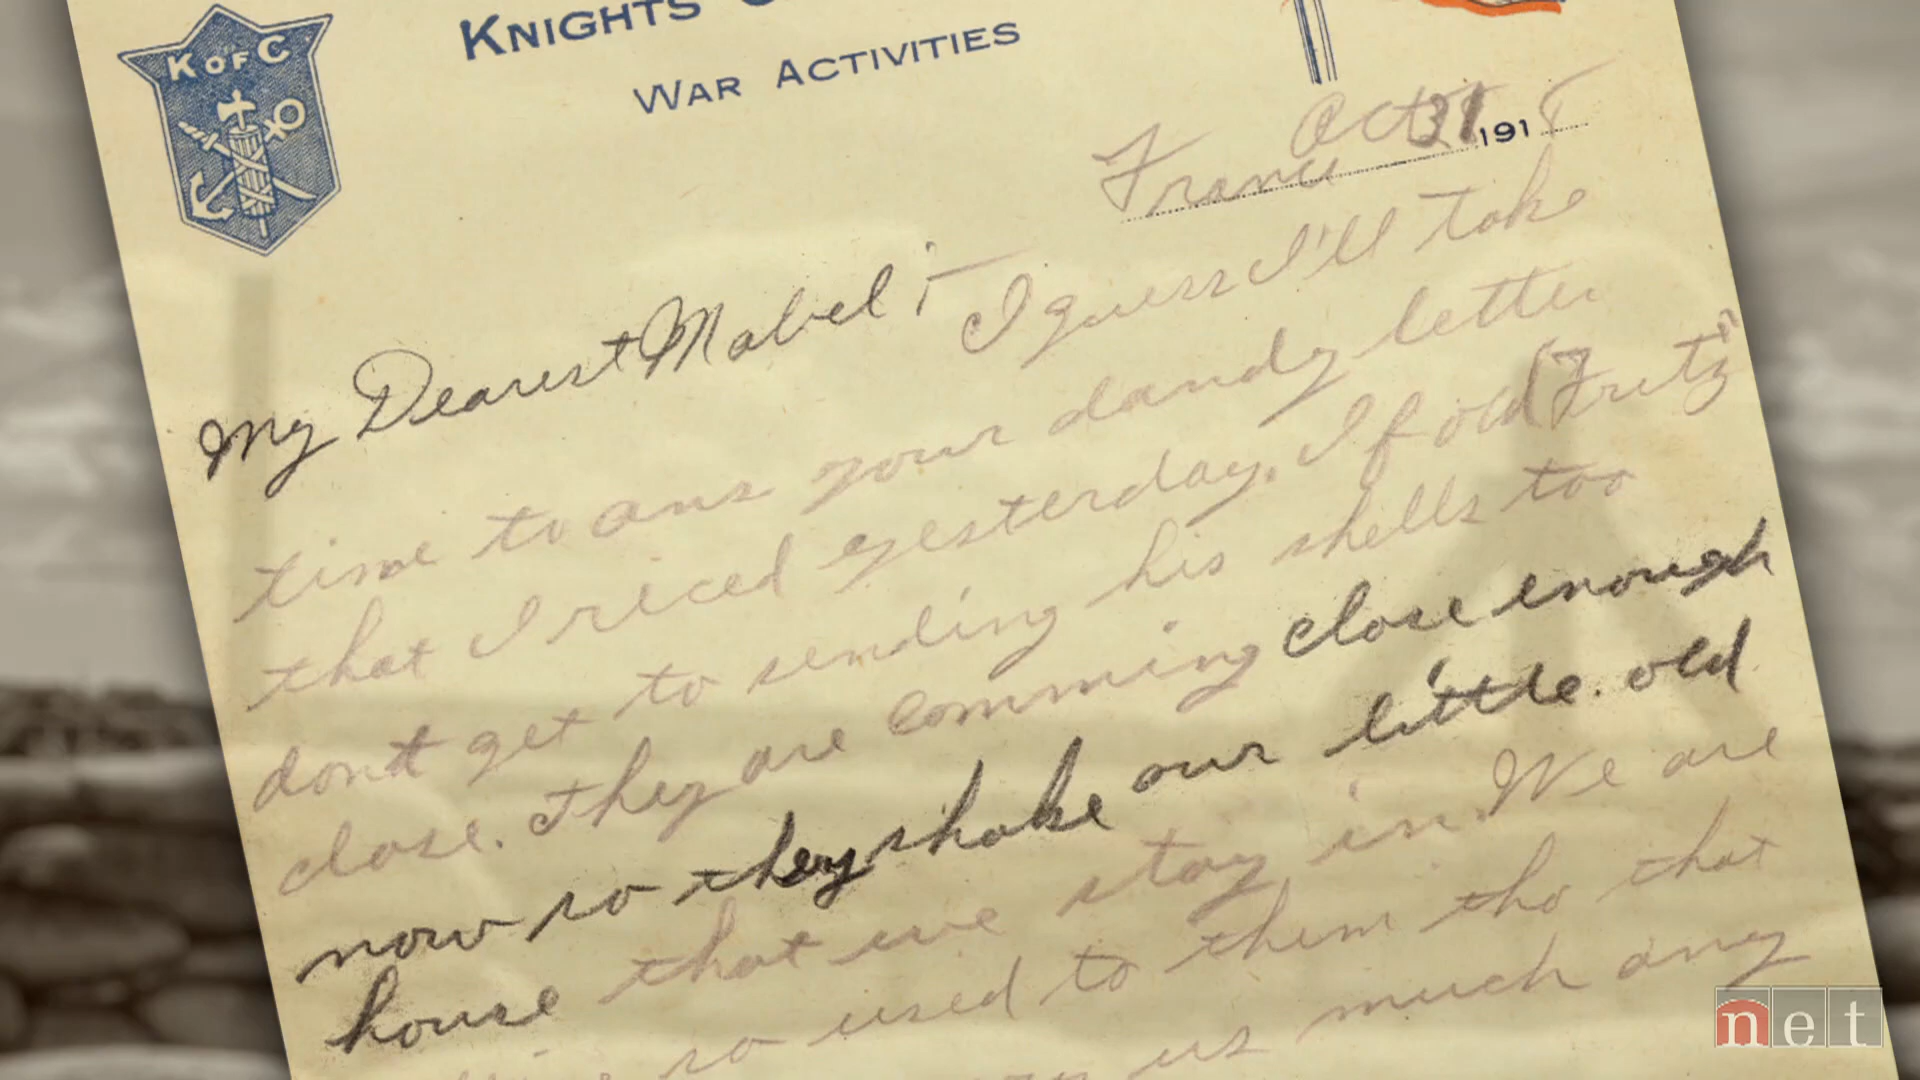 K of C
KNIGHTS
WAR ACTIVITIES
Oct 31 1918
France
My Dearest Mabel :-
I guess I'll take
time to ans your dandy letter
that I riced yesterday. If old "Fritz"
dont get to sending his shells too
close. They are comming close enough
now so they shake our little old
house that we stay in. We are
so used to them tho that
us much any
net